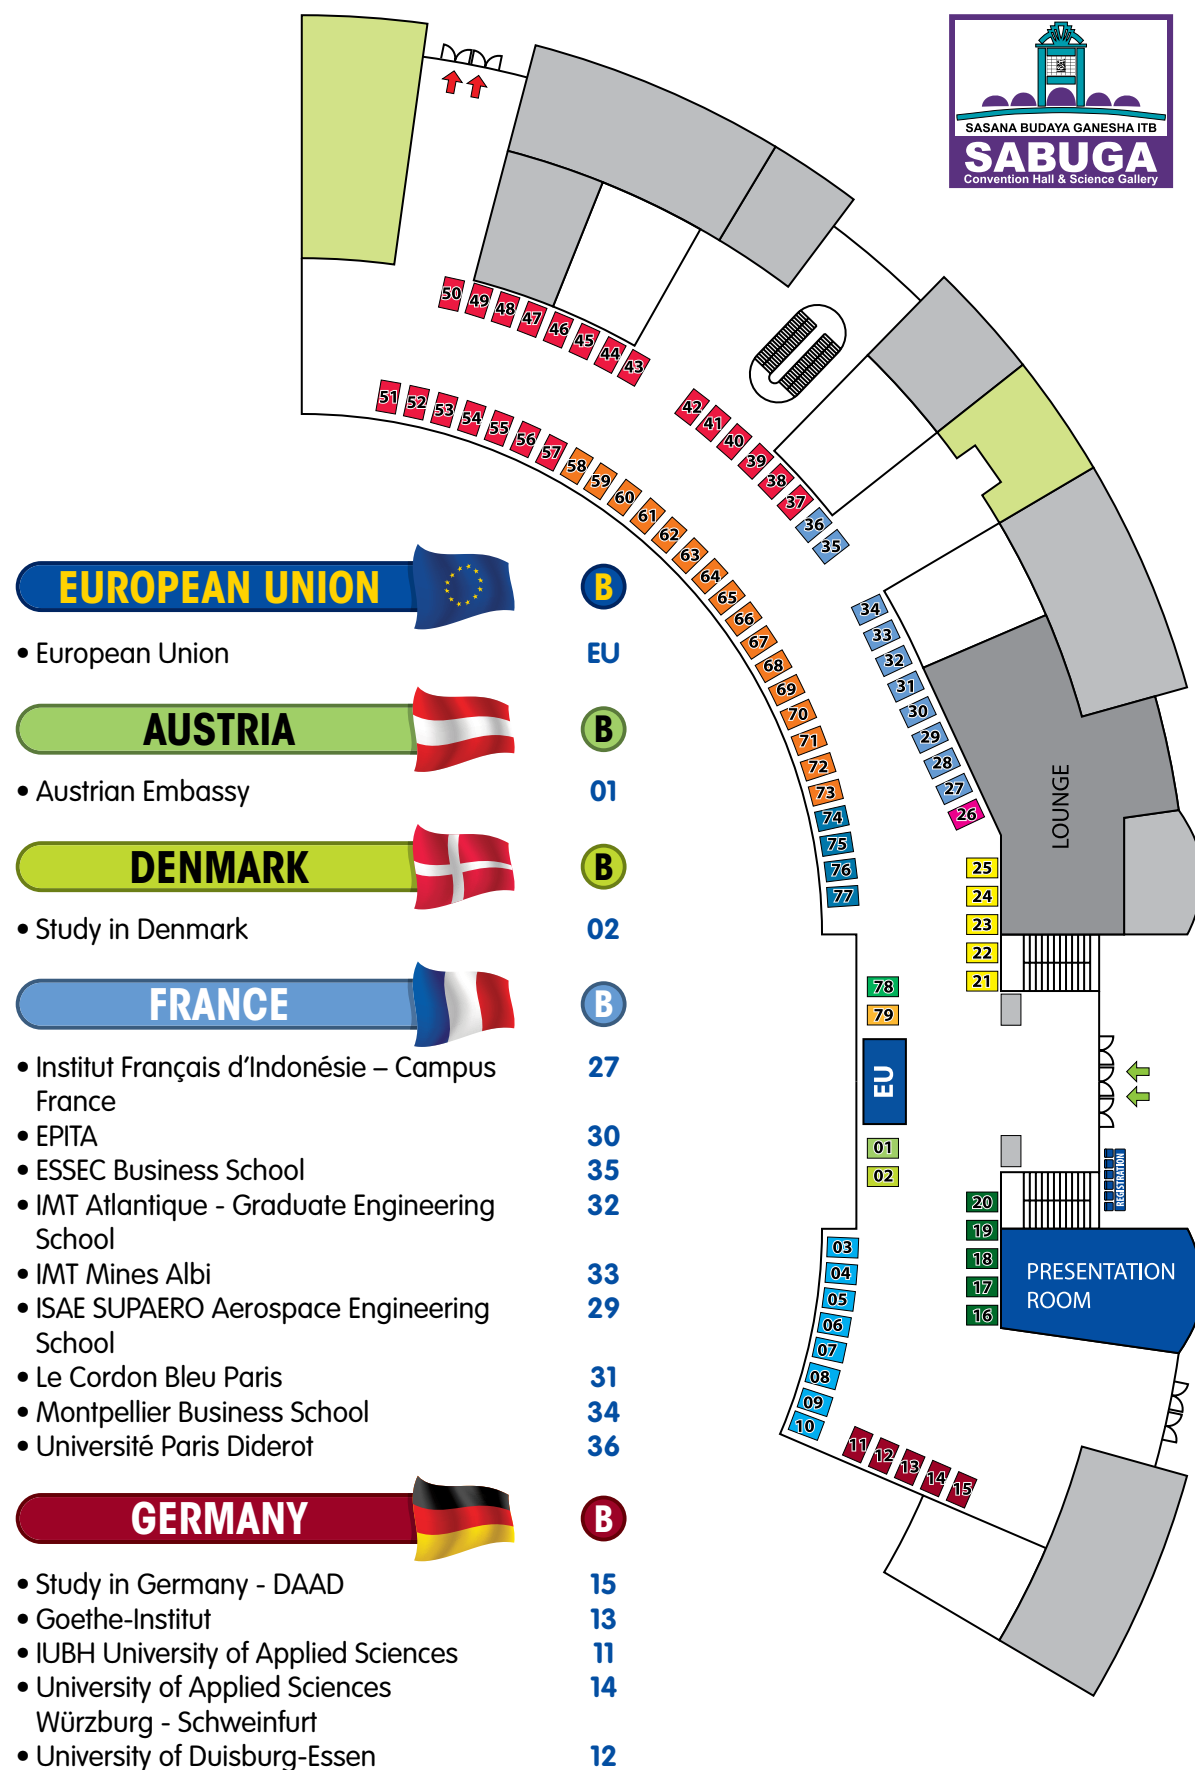 SASANA BUDAYA GANESHA ITB
SABUGA
Convention Hall & Science Gallery
50 49 48 47 46 45 44 43
42 41 40 39 38 37 36 35
51 52 53 54 55 56 57 58 59 60 61 62 63 64 65 66 67 68 69 70 71 72 73 74 75 76 77
34 33 32 31 30 29 28 27 26
LOUNGE
25
24
23
22
21
78
79
EU
01
02
REGISTRATION
20
19
18
17
16
PRESENTATION
ROOM
03
04
05
06
07
08
09
10
11 12 13 14 15
EUROPEAN UNION B
• European Union EU
AUSTRIA B
• Austrian Embassy 01
DENMARK B
• Study in Denmark 02
FRANCE B
• Institut Français d'Indonésie – Campus 27
France
• EPITA 30
• ESSEC Business School 35
• IMT Atlantique - Graduate Engineering 32
School
• IMT Mines Albi 33
• ISAE SUPAERO Aerospace Engineering 29
School
• Le Cordon Bleu Paris 31
• Montpellier Business School 34
• Université Paris Diderot 36
GERMANY B
• Study in Germany - DAAD 15
• Goethe-Institut 13
• IUBH University of Applied Sciences 11
• University of Applied Sciences 14
Würzburg - Schweinfurt
• University of Duisburg-Essen 12